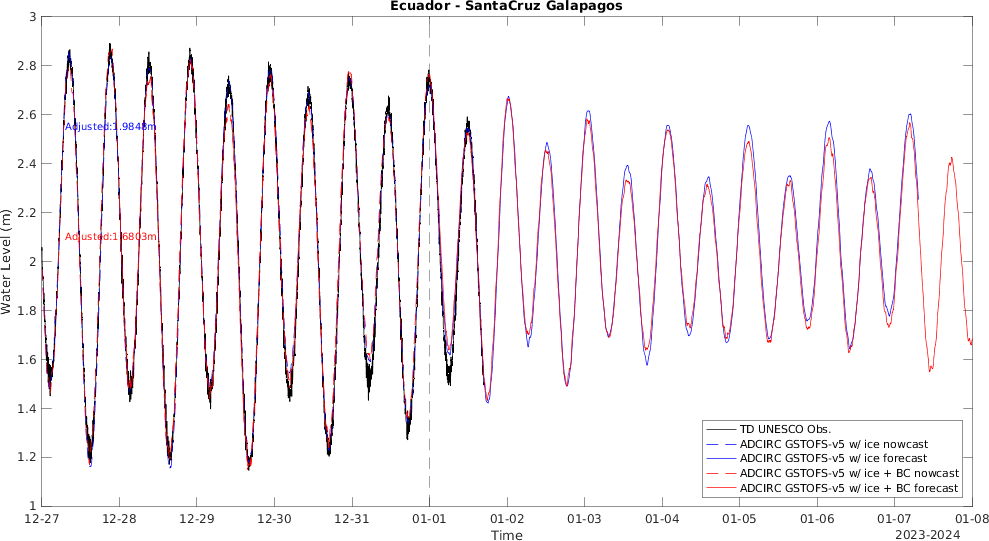 Ecuador - SantaCruz Galapagos
3
2.8
2.6
2.4
2.2
2
1.8
1.6
1.4
1.2
1
Water Level (m)
Adjusted:1.9848m
Adjusted:1.6803m
TD UNESCO Obs.
ADCIRC GSTOFS-v5 w/ ice nowcast
ADCIRC GSTOFS-v5 w/ ice forecast
ADCIRC GSTOFS-v5 w/ ice + BC nowcast
ADCIRC GSTOFS-v5 w/ ice + BC forecast
12-27 12-28 12-29 12-30 12-31 01-01 01-02 01-03 01-04 01-05 01-06 01-07 01-08
Time
2023-2024